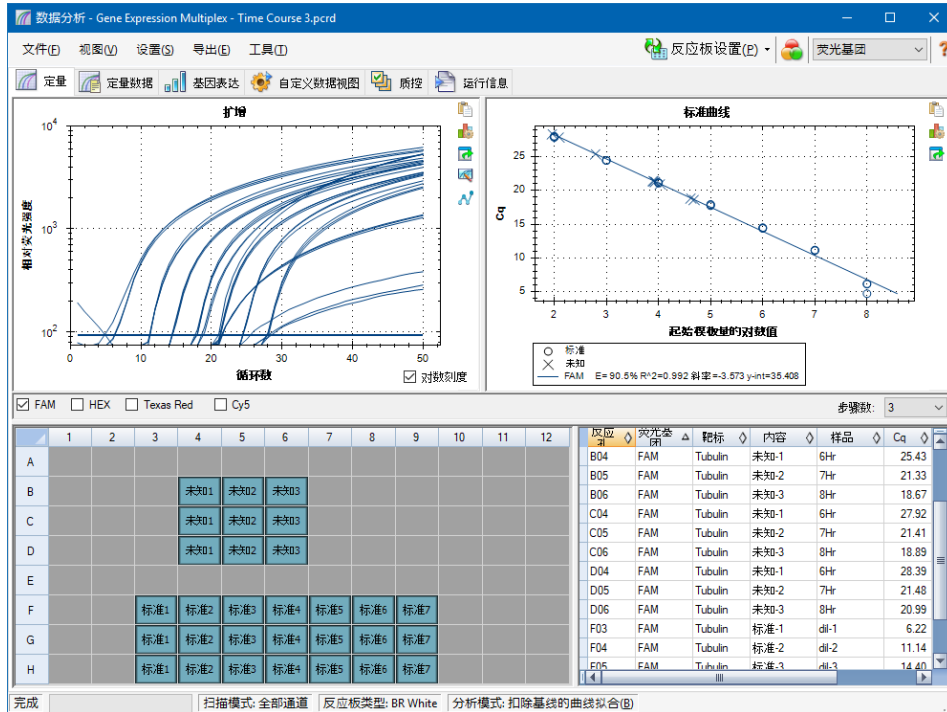 数据分析 - Gene Expression Multiplex - Time Course 3.pcrd
文件(F) 视图(V) 设置(S) 导出(E) 工具(T) 反应板设置(P) 荧光基团 ?
定量 定量数据 基因表达 自定义数据视图 质控 运行信息
扩增
10^4
10^3
10^2
相对荧光强度
0 10 20 30 40 50
循环数
对数刻度
标准曲线
25
20
15
10
5
Cq
2 3 4 5 6 7 8
起始模板量的对数值
标准
未知
FAM E= 90.5% R^2=0.992 斜率=-3.573 y-int=35.408
FAM HEX Texas Red Cy5 步骤数: 3
1 2 3 4 5 6 7 8 9 10 11 12
A
B 未知1 未知2 未知3
C 未知1 未知2 未知3
D 未知1 未知2 未知3
E
F 标准1 标准2 标准3 标准4 标准5 标准6 标准7
G 标准1 标准2 标准3 标准4 标准5 标准6 标准7
H 标准1 标准2 标准3 标准4 标准5 标准6 标准7
反应孔 荧光基团 靶标 内容 样品 Cq
B04 FAM Tubulin 未知-1 6Hr 25.43
B05 FAM Tubulin 未知-2 7Hr 21.33
B06 FAM Tubulin 未知-3 8Hr 18.67
C04 FAM Tubulin 未知-1 6Hr 27.92
C05 FAM Tubulin 未知-2 7Hr 21.41
C06 FAM Tubulin 未知-3 8Hr 18.89
D04 FAM Tubulin 未知-1 6Hr 28.39
D05 FAM Tubulin 未知-2 7Hr 21.48
D06 FAM Tubulin 未知-3 8Hr 20.99
F03 FAM Tubulin 标准-1 dil-1 6.22
F04 FAM Tubulin 标准-2 dil-2 11.14
F05 FAM Tubulin 标准-3 dil-3 14.40
完成 扫描模式: 全部通道 反应板类型: BR White 分析模式: 扣除基线的曲线拟合(B)